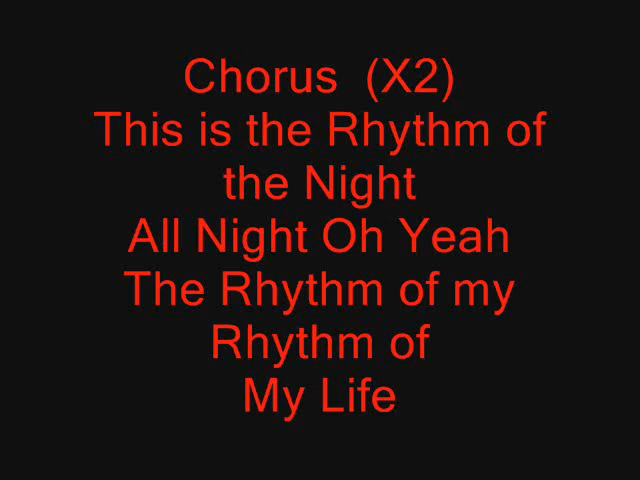 Chorus  (X2)
This is the Rhythm of
the Night
All Night Oh Yeah
The Rhythm of my
Rhythm of
My Life